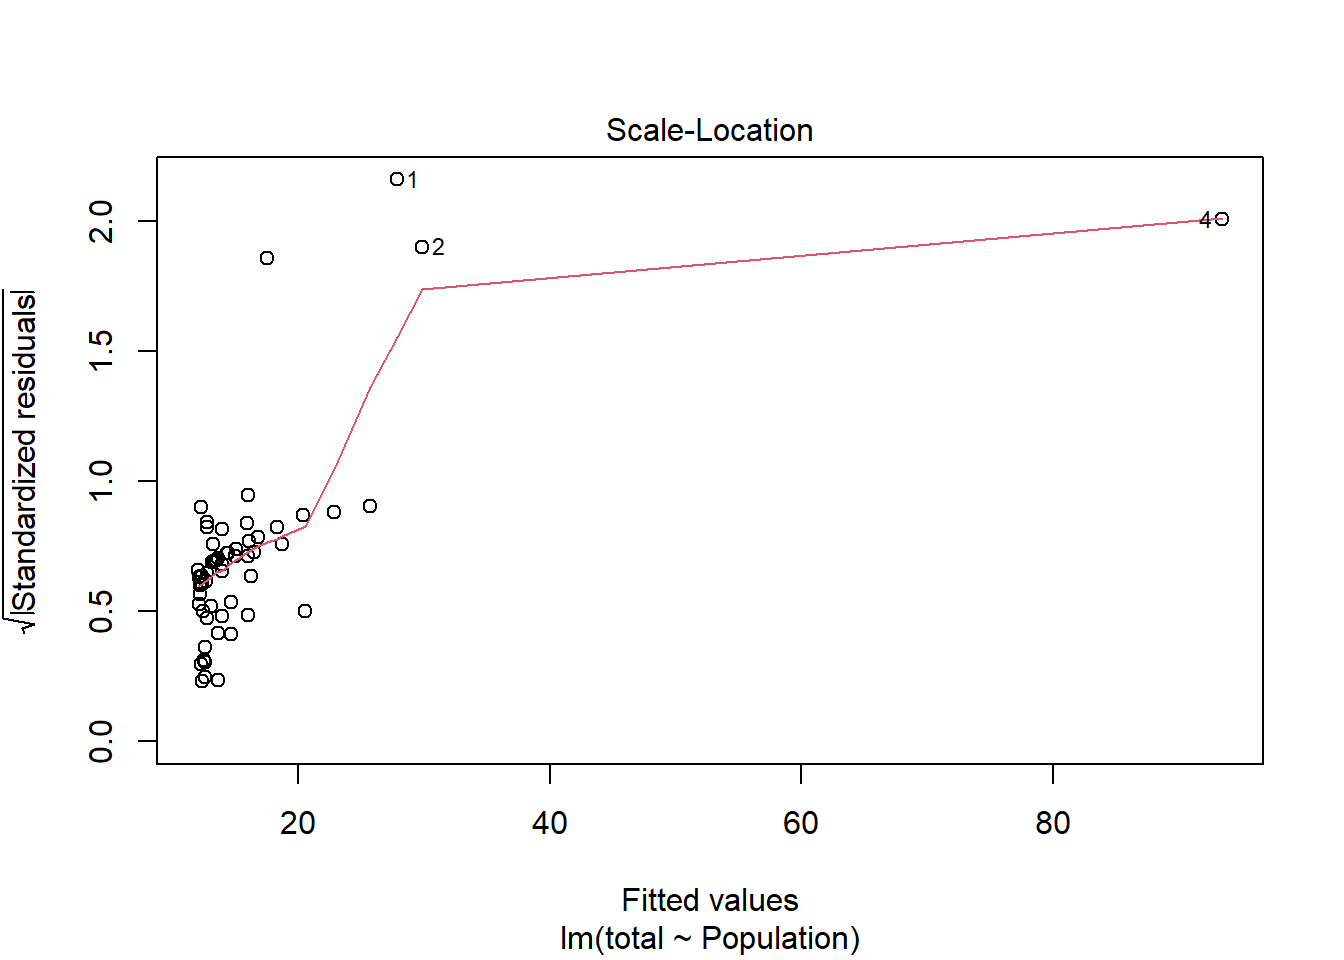 Scale-Location
√|Standardized residuals|
2.0
1.5
1.0
0.5
0.0
1
2
4
20 40 60 80
Fitted values
lm(total ~ Population)